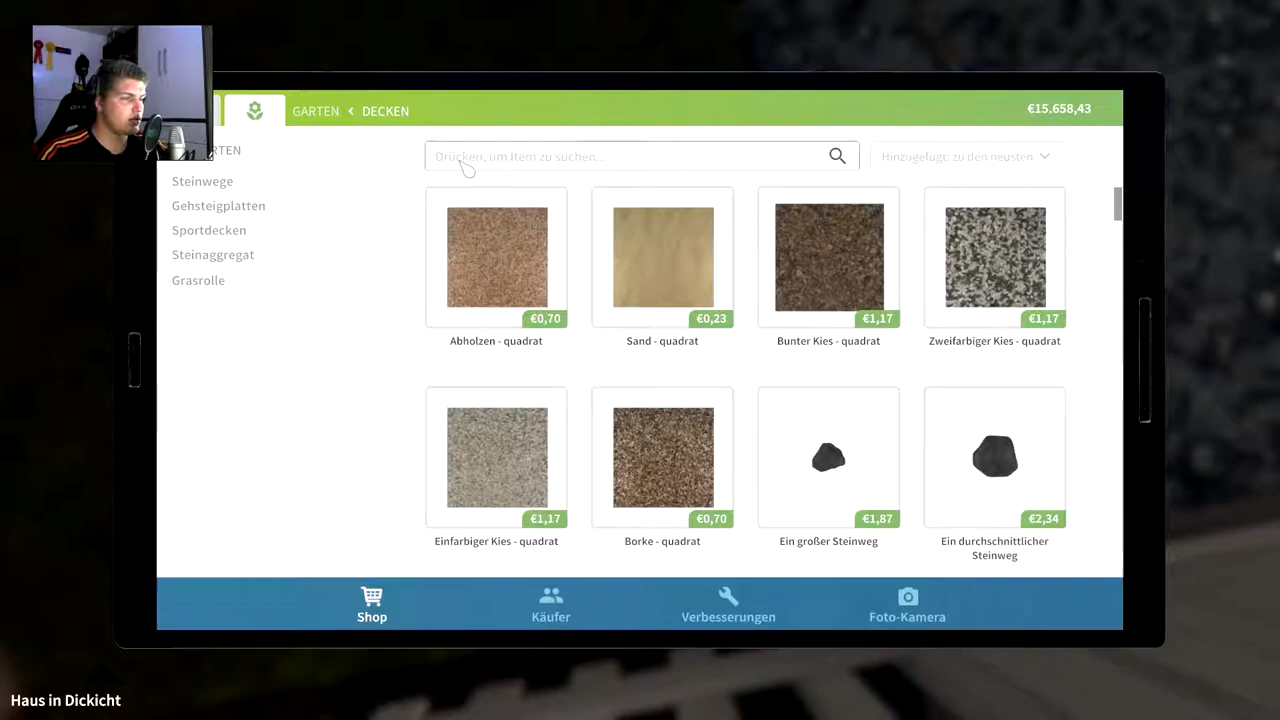 GARTEN < DECKEN
€15.658,43
RTEN
Steinwege
Gehsteigplatten
Sportdecken
Steinaggregat
Grasrolle
Drücken, um Item zu suchen...
Hinzugefügt: zu den neusten
€0,70
€0,23
€1,17
€1,17
Abholzen - quadrat
Sand - quadrat
Bunter Kies - quadrat
Zweifarbiger Kies - quadrat
€1,17
€0,70
€1,87
€2,34
Einfarbiger Kies - quadrat
Borke - quadrat
Ein großer Steinweg
Ein durchschnittlicher
Steinweg
Shop
Käufer
Verbesserungen
Foto-Kamera
Haus in Dickicht